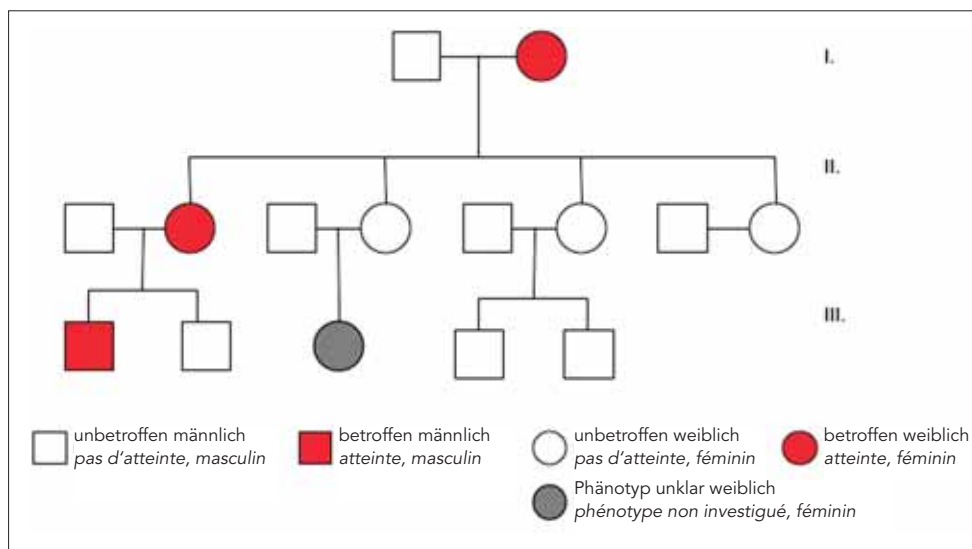 I.
II.
III.
unbetroffen männlich
pas d'atteinte, masculin
betroffen männlich
atteinte, masculin
unbetroffen weiblich
pas d'atteinte, féminin
betroffen weiblich
atteinte, féminin
Phänotyp unklar weiblich
phénotype non investigué, féminin